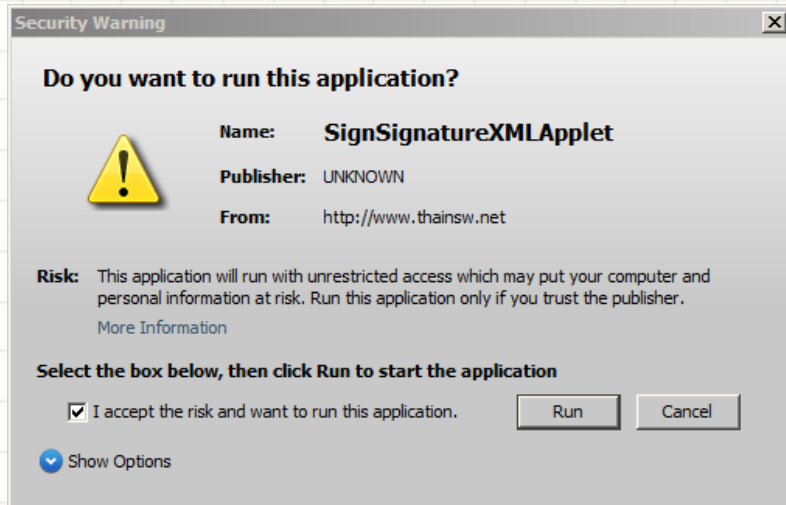 Security Warning
Do you want to run this application?
Name: SignSignatureXMLApplet
Publisher: UNKNOWN
From: http://www.thainsw.net
Risk: This application will run with unrestricted access which may put your computer and
personal information at risk. Run this application only if you trust the publisher.
More Information
Select the box below, then click Run to start the application
I accept the risk and want to run this application.
Run
Cancel
Show Options